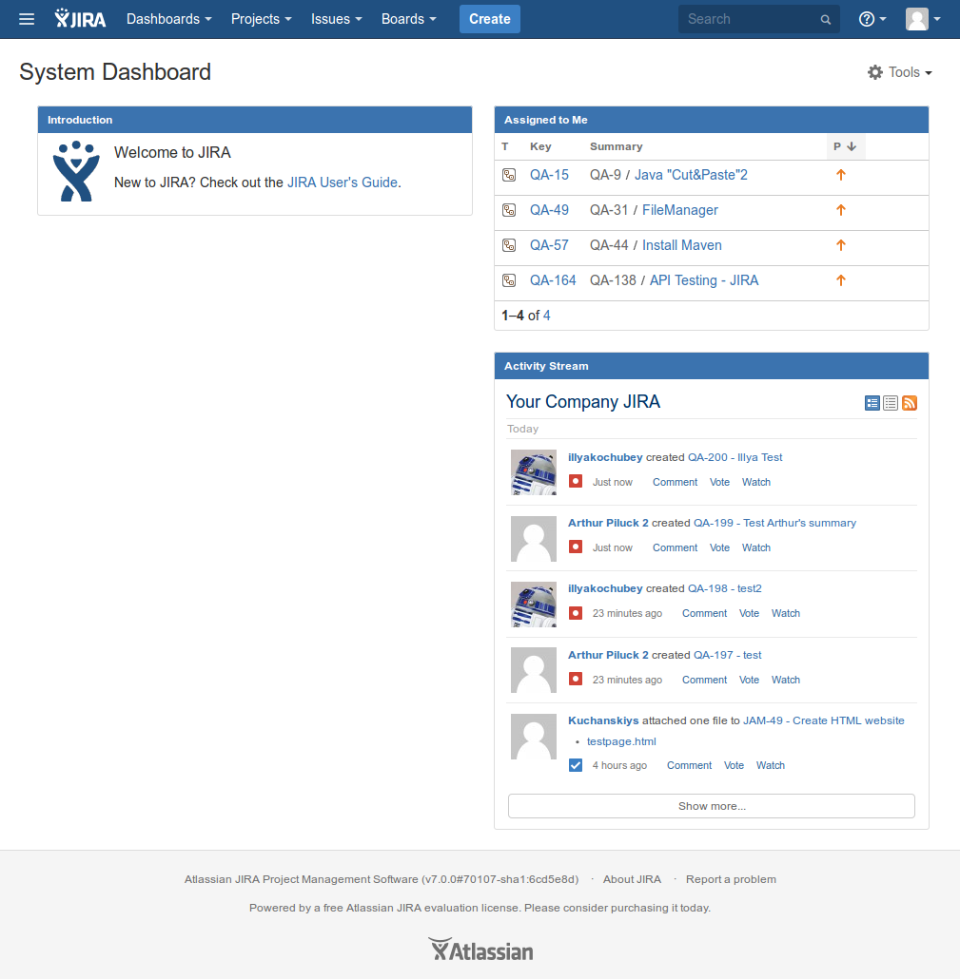 JIRA Dashboards Projects Issues Boards Create Search
System Dashboard
Tools
Introduction
Welcome to JIRA
New to JIRA? Check out the JIRA User's Guide.
Assigned to Me
T Key Summary P
QA-15 QA-9 / Java "Cut&Paste"2
QA-49 QA-31 / FileManager
QA-57 QA-44 / Install Maven
QA-164 QA-138 / API Testing - JIRA
1–4 of 4
Activity Stream
Your Company JIRA
Today
illyakochubey created QA-200 - Illya Test
Just now Comment Vote Watch
Arthur Piluck 2 created QA-199 - Test Arthur's summary
Just now Comment Vote Watch
illyakochubey created QA-198 - test2
23 minutes ago Comment Vote Watch
Arthur Piluck 2 created QA-197 - test
23 minutes ago Comment Vote Watch
Kuchanskiys attached one file to JAM-49 - Create HTML website
• testpage.html
4 hours ago Comment Vote Watch
Show more...
Atlassian JIRA Project Management Software (v7.0.0#70107-sha1:6cd5e8d) · About JIRA · Report a problem
Powered by a free Atlassian JIRA evaluation license. Please consider purchasing it today.
Atlassian